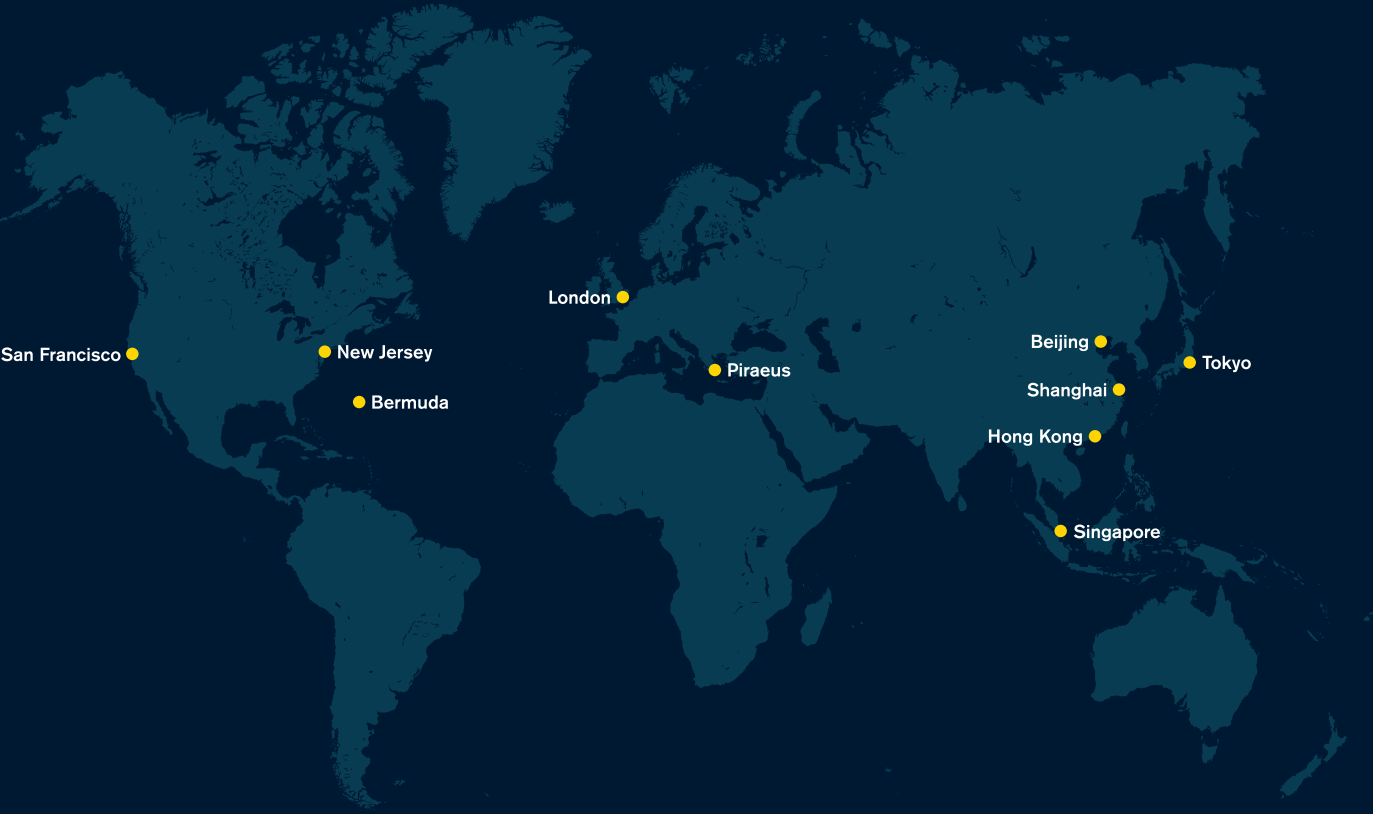 London
Beijing
San Francisco
New Jersey
Tokyo
Piraeus
Shanghai
Bermuda
Hong Kong
Singapore